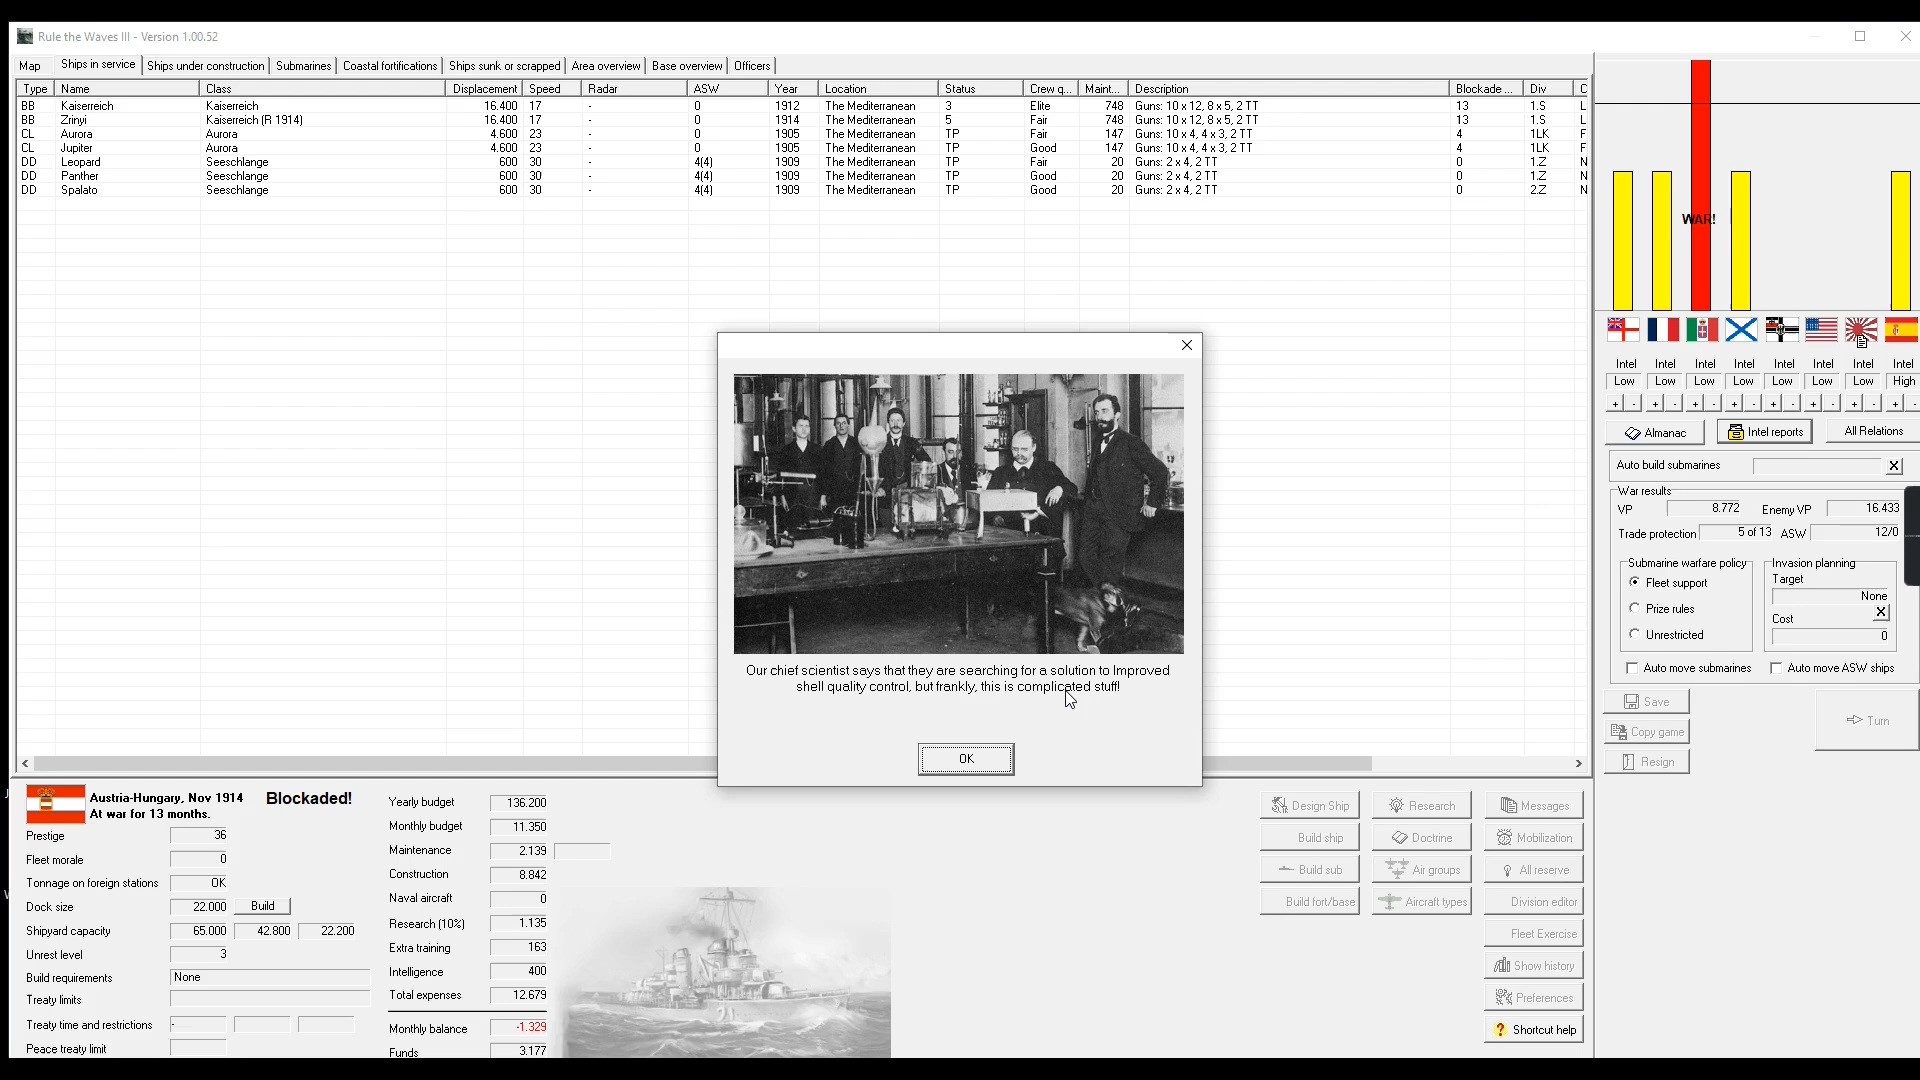 Rule the Waves III - Version 1.00.52
Map Ships in service Ships under construction Submarines Coastal fortifications Ships sunk or scrapped Area overview Base overview Officers
Type Name Class Displacement Speed Radar ASW Year Location Status Crew q... Maint... Description Blockade ... Div C
BB Kaiserreich Kaiserreich 16.400 17 - 0 1912 The Mediterranean 3 Elite 748 Guns: 10 x 12, 8 x 5, 2 TT 13 1.S L
BB Zrinyi Kaiserreich (R 1914) 16.400 17 - 0 1914 The Mediterranean 5 Fair 748 Guns: 10 x 12, 8 x 5, 2 TT 13 1.S L
CL Aurora Aurora 4.600 23 - 0 1905 The Mediterranean TP Fair 147 Guns: 10 x 4, 4 x 3, 2 TT 4 1LK F
CL Jupiter Aurora 4.600 23 - 0 1905 The Mediterranean TP Good 147 Guns: 10 x 4, 4 x 3, 2 TT 4 1LK F
DD Leopard Seeschlange 600 30 - 4(4) 1909 The Mediterranean TP Fair 20 Guns: 2 x 4, 2 TT 0 1.Z N
DD Panther Seeschlange 600 30 - 4(4) 1909 The Mediterranean TP Good 20 Guns: 2 x 4, 2 TT 0 1.Z N
DD Spalato Seeschlange 600 30 - 4(4) 1909 The Mediterranean TP Good 20 Guns: 2 x 4, 2 TT 0 2.Z N
WAR!
Intel Intel Intel Intel Intel Intel Intel Intel
Low Low Low Low Low Low Low High
+ - + - + - + - + - + - + - + -
Almanac Intel reports All Relations
Auto build submarines X
War results
VP 8.772 Enemy VP 16.433
Trade protection 5 of 13 ASW 12/0
Submarine warfare policy Invasion planning
Fleet support Target
None
Prize rules Cost X
Unrestricted 0
Auto move submarines Auto move ASW ships
Save Turn
Copy game
Resign
Our chief scientist says that they are searching for a solution to Improved
shell quality control, but frankly, this is complicated stuff!
OK
Austria-Hungary, Nov 1914 Blockaded!
At war for 13 months.
Prestige 36
Fleet morale 0
Tonnage on foreign stations OK
Dock size 22.000 Build
Shipyard capacity 65.000 42.800 22.200
Unrest level 3
Build requirements None
Treaty limits
Treaty time and restrictions -
Peace treaty limit
Yearly budget 136.200
Monthly budget 11.350
Maintenance 2.139
Construction 8.842
Naval aircraft 0
Research (10%) 1.135
Extra training 163
Intelligence 400
Total expenses 12.679
Monthly balance -1.329
Funds 3.177
Design Ship Research Messages
Build ship Doctrine Mobilization
Build sub Air groups All reserve
Build fort/base Aircraft types Division editor
Fleet Exercise
Show history
Preferences
? Shortcut help